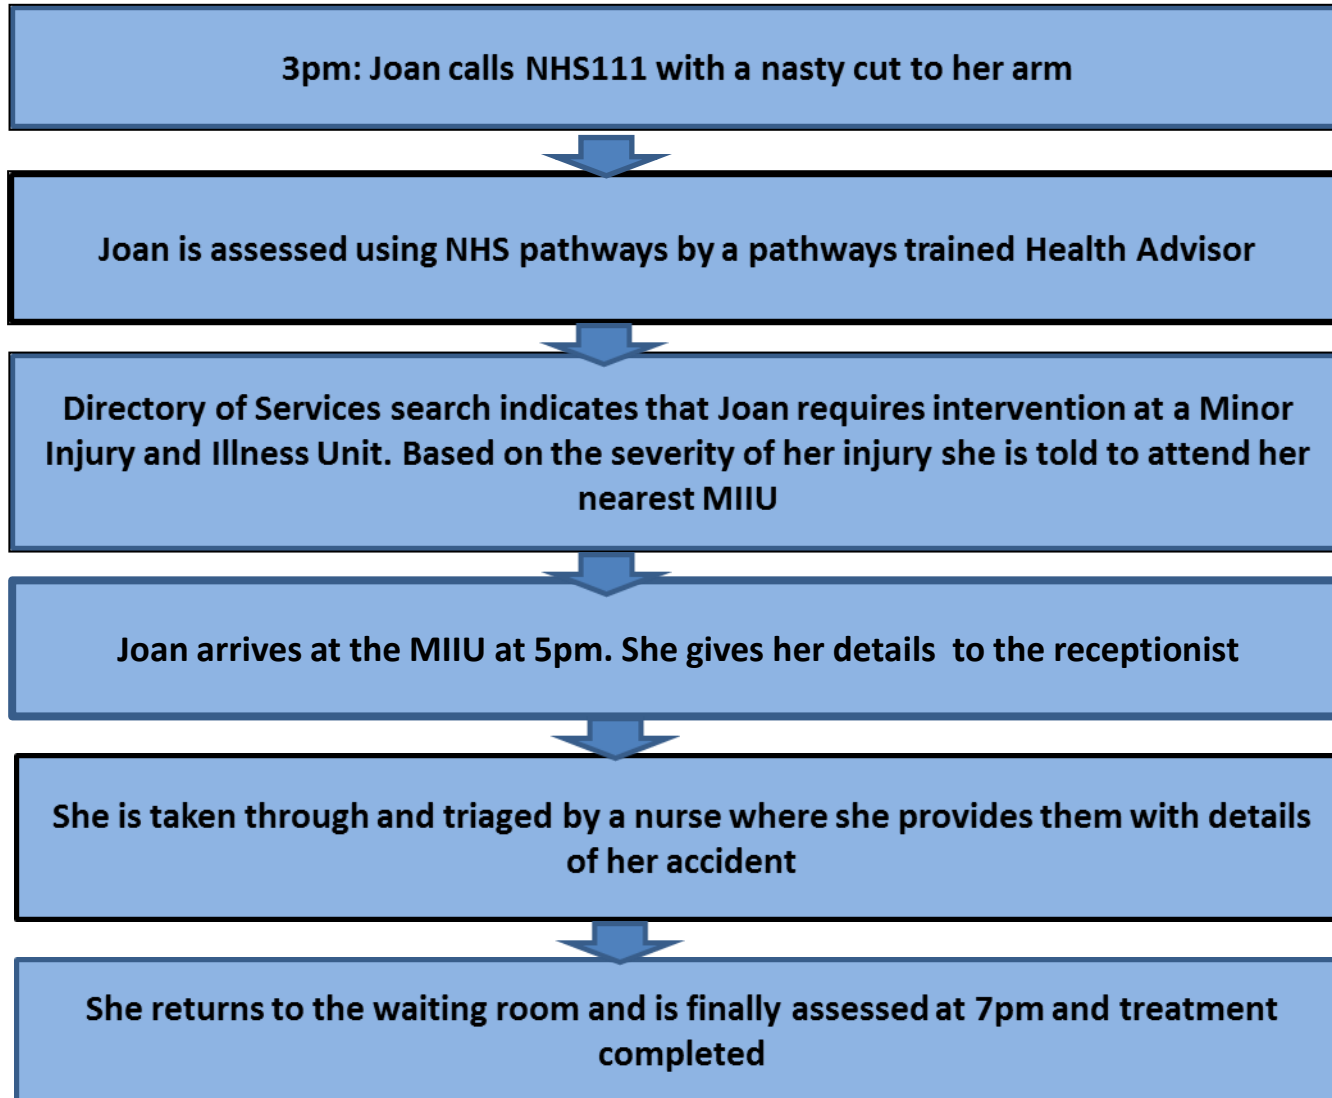 3pm: Joan calls NHS111 with a nasty cut to her arm
Joan is assessed using NHS pathways by a pathways trained Health Advisor
Directory of Services search indicates that Joan requires intervention at a Minor
Injury and Illness Unit. Based on the severity of her injury she is told to attend her
nearest MIIU
Joan arrives at the MIIU at 5pm. She gives her details  to the receptionist
She is taken through and triaged by a nurse where she provides them with details
of her accident
She returns to the waiting room and is finally assessed at 7pm and treatment
completed